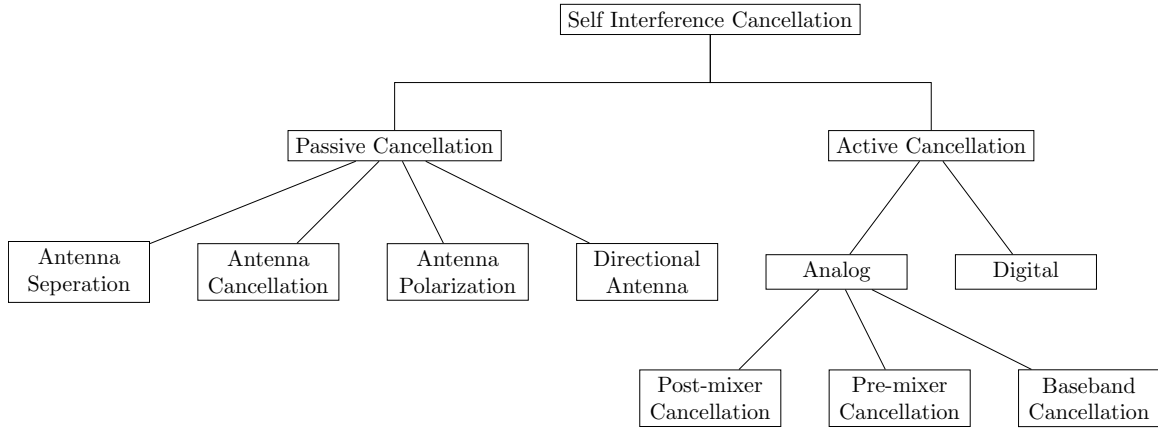 Self Interference Cancellation
Passive Cancellation
Active Cancellation
Antenna
Seperation
Antenna
Cancellation
Antenna
Polarization
Directional
Antenna
Analog
Digital
Post-mixer
Cancellation
Pre-mixer
Cancellation
Baseband
Cancellation